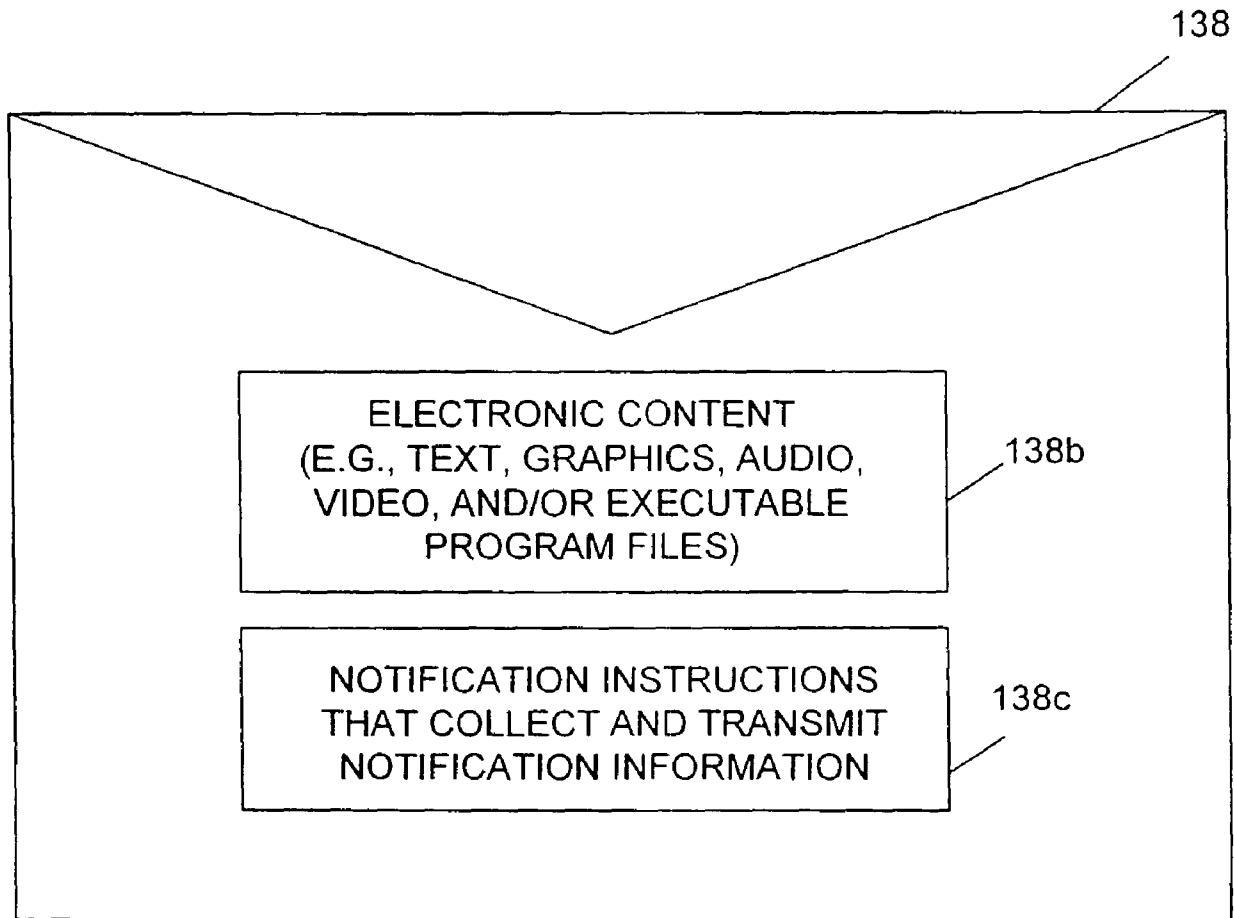 138
ELECTRONIC CONTENT
(E.G., TEXT, GRAPHICS, AUDIO,
VIDEO, AND/OR EXECUTABLE
PROGRAM FILES)
138b
NOTIFICATION INSTRUCTIONS
THAT COLLECT AND TRANSMIT
NOTIFICATION INFORMATION
138c